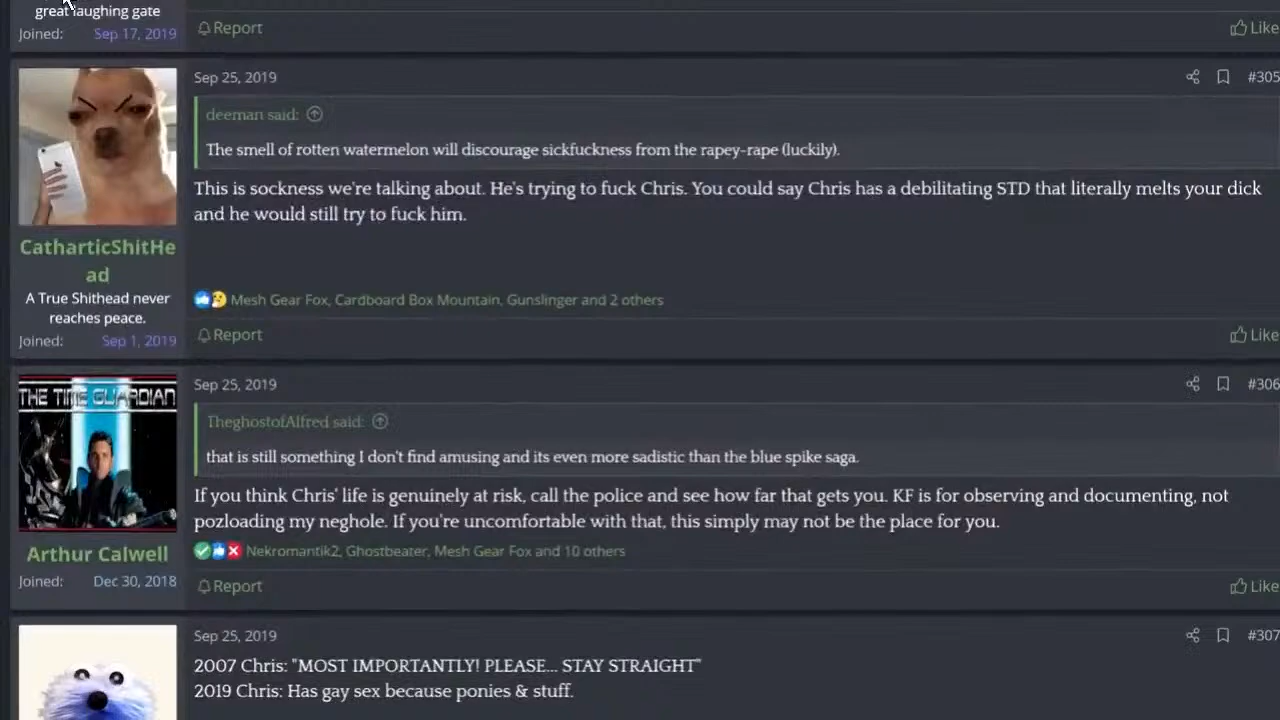 great laughing gate
Joined: Sep 17, 2019
Report
Like
Sep 25, 2019
#305
deeman said:
The smell of rotten watermelon will discourage sickfuckness from the rapey-rape (luckily).
This is sockness we're talking about. He's trying to fuck Chris. You could say Chris has a debilitating STD that literally melts your dick
and he would still try to fuck him.
CatharticShitHe
ad
A True Shithead never
reaches peace.
Joined: Sep 1, 2019
Mesh Gear Fox, Cardboard Box Mountain, Gunslinger and 2 others
Report
Like
THE TIME GUARDIAN
Arthur Calwell
Joined: Dec 30, 2018
Sep 25, 2019
#306
TheghostofAlfred said:
that is still something I don't find amusing and its even more sadistic than the blue spike saga.
If you think Chris' life is genuinely at risk, call the police and see how far that gets you. KF is for observing and documenting, not
pozloading my neghole. If you're uncomfortable with that, this simply may not be the place for you.
Nekromantik2, Ghostbeater, Mesh Gear Fox and 10 others
Report
Like
Sep 25, 2019
#307
2007 Chris: "MOST IMPORTANTLY! PLEASE... STAY STRAIGHT"
2019 Chris: Has gay sex because ponies & stuff.